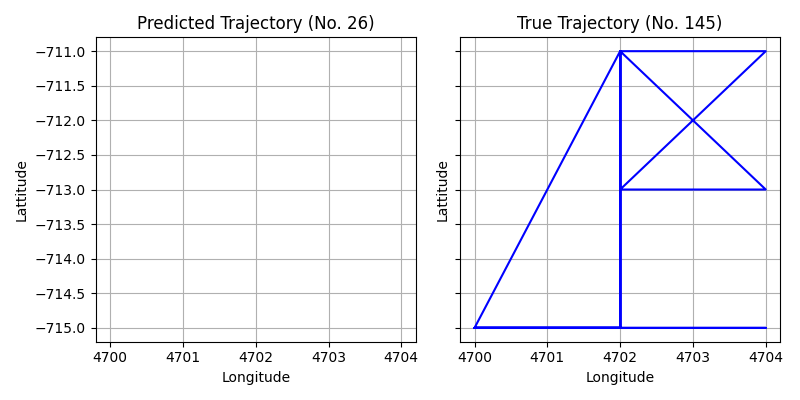 Predicted Trajectory (No. 26)
−711.0
−711.5
−712.0
−712.5
−713.0
−713.5
−714.0
−714.5
−715.0
Lattitude
4700 4701 4702 4703 4704
Longitude
True Trajectory (No. 145)
Lattitude
4700 4701 4702 4703 4704
Longitude